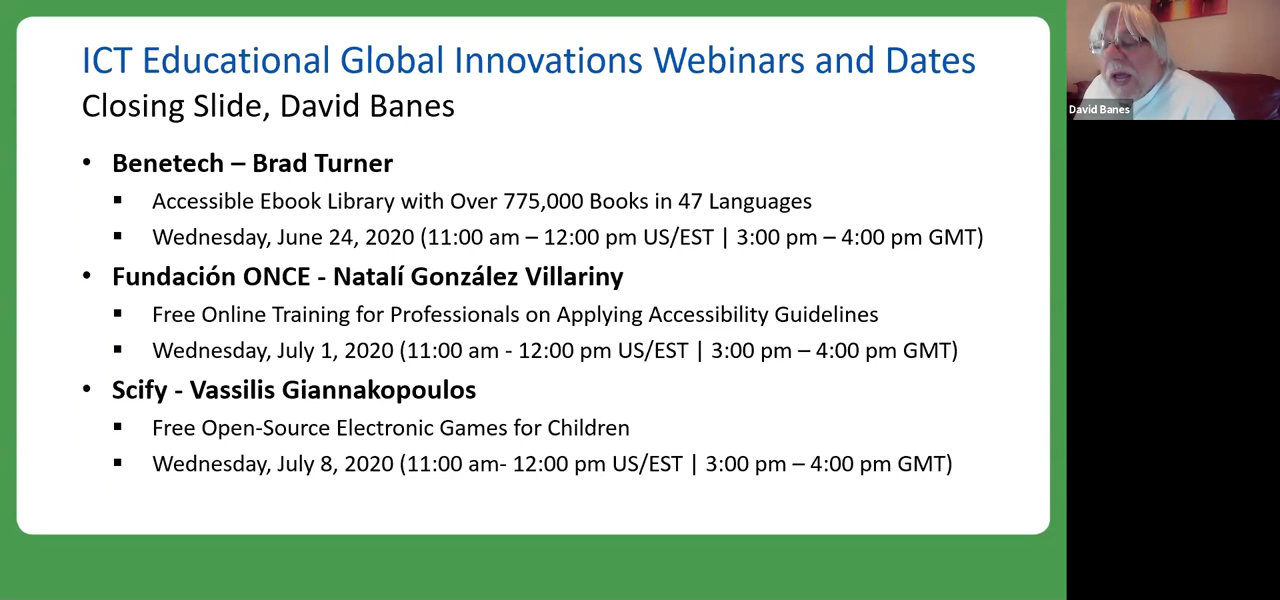 ICT Educational Global Innovations Webinars and Dates
Closing Slide, David Banes
• Benetech – Brad Turner
▪ Accessible Ebook Library with Over 775,000 Books in 47 Languages
▪ Wednesday, June 24, 2020 (11:00 am – 12:00 pm US/EST | 3:00 pm – 4:00 pm GMT)
• Fundación ONCE - Natalí González Villariny
▪ Free Online Training for Professionals on Applying Accessibility Guidelines
▪ Wednesday, July 1, 2020 (11:00 am - 12:00 pm US/EST | 3:00 pm – 4:00 pm GMT)
• Scify - Vassilis Giannakopoulos
▪ Free Open-Source Electronic Games for Children
▪ Wednesday, July 8, 2020 (11:00 am- 12:00 pm US/EST | 3:00 pm – 4:00 pm GMT)
David Banes